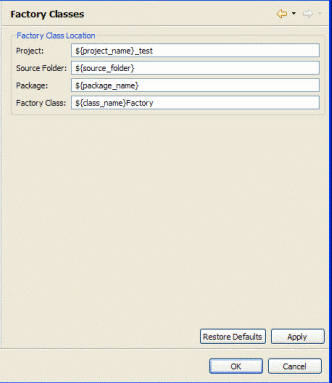 Factory Classes
Factory Class Location
Project: ${project_name}_test
Source Folder: ${source_folder}
Package: ${package_name}
Factory Class: ${class_name}Factory
Restore Defaults Apply
OK Cancel